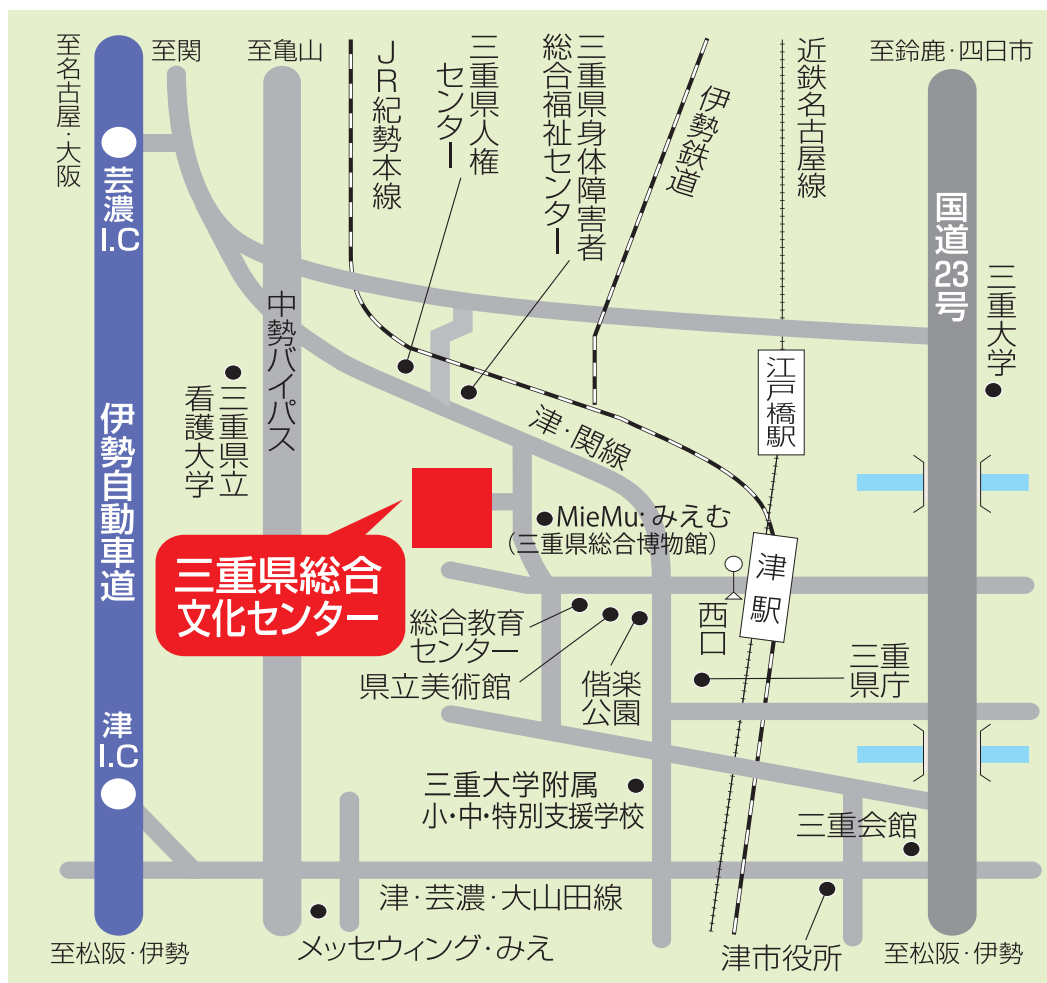 至名古屋・大阪
至関
至亀山
JR紀勢本線
三重県人権
センター
三重県身体障害者
総合福祉センター
伊勢鉄道
近鉄名古屋線
至鈴鹿・四日市
芸濃
I.C
国道23号
三重大学
中勢バイパス
江戸橋駅
三重県立
看護大学
伊勢自動車道
津・関線
MieMu:みえむ
(三重県総合博物館)
三重県総合
文化センター
津駅
西口
総合教育
センター
県立美術館
偕楽
公園
三重
県庁
津
I.C
三重大学附属
小・中・特別支援学校
三重会館
津・芸濃・大山田線
メッセウィング・みえ
津市役所
至松阪・伊勢
至松阪・伊勢